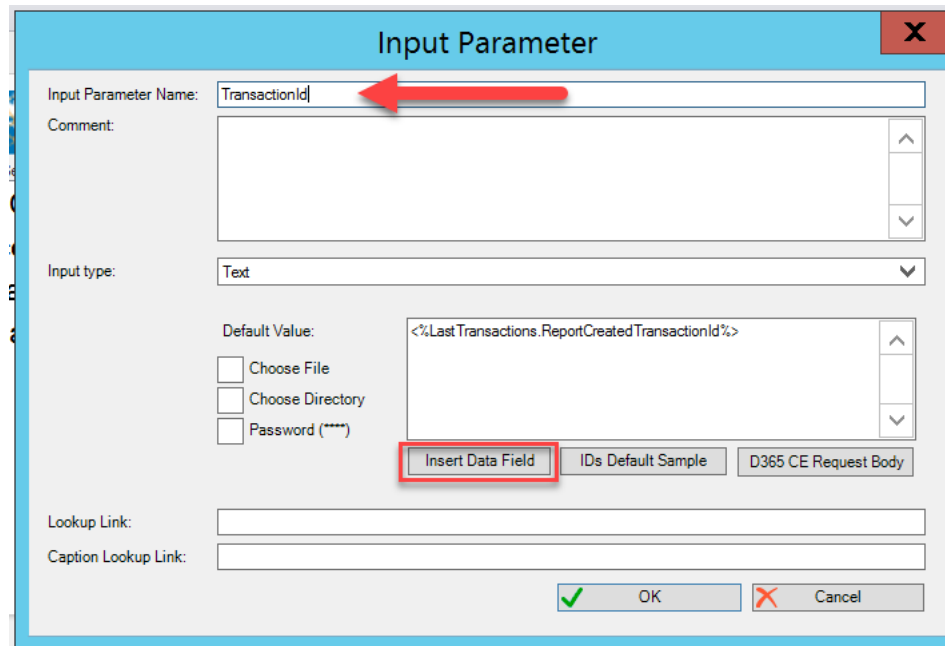 Input Parameter
X
Input Parameter Name: TransactionId
Comment:
Input type: Text
Default Value: <%LastTransactions.ReportCreatedTransactionId%>
Choose File
Choose Directory
Password (****)
Insert Data Field IDs Default Sample D365 CE Request Body
Lookup Link:
Caption Lookup Link:
OK Cancel